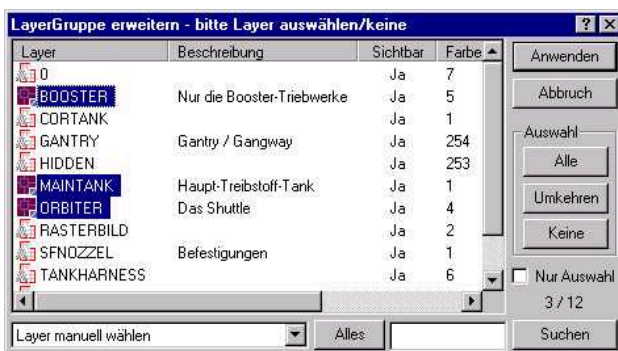 LayerGruppe erweitern - bitte Layer auswählen/keine
Layer Beschreibung Sichtbar Farbe
0 Ja 7
BOOSTER Nur die Booster-Triebwerke Ja 5
CORTANK Ja 1
GANTRY Gantry / Gangway Ja 254
HIDDEN Ja 253
MAINTANK Haupt-Treibstoff-Tank Ja 1
ORBITER Das Shuttle Ja 4
RASTERBILD Ja 2
SFNOZZEL Befestigungen Ja 1
TANKHARNESS Ja 6
Anwenden
Abbruch
Auswahl
Alle
Umkehren
Keine
Nur Auswahl
3 / 12
Layer manuell wählen Alles Suchen